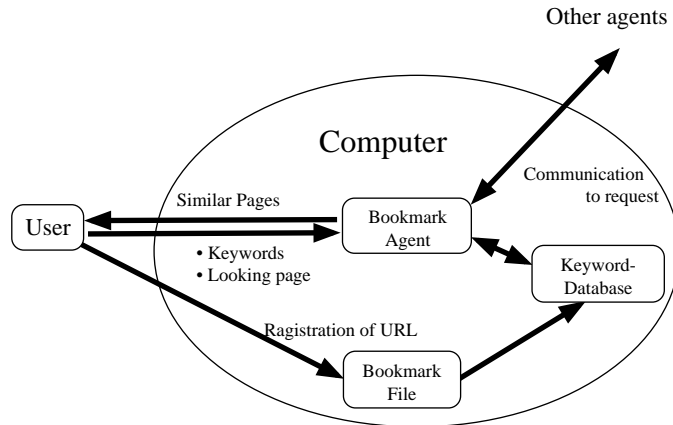 Other agents
Computer
Communication
to request
Similar Pages
User
Bookmark
Agent
• Keywords
• Looking page
Keyword-
Database
Ragistration of URL
Bookmark
File